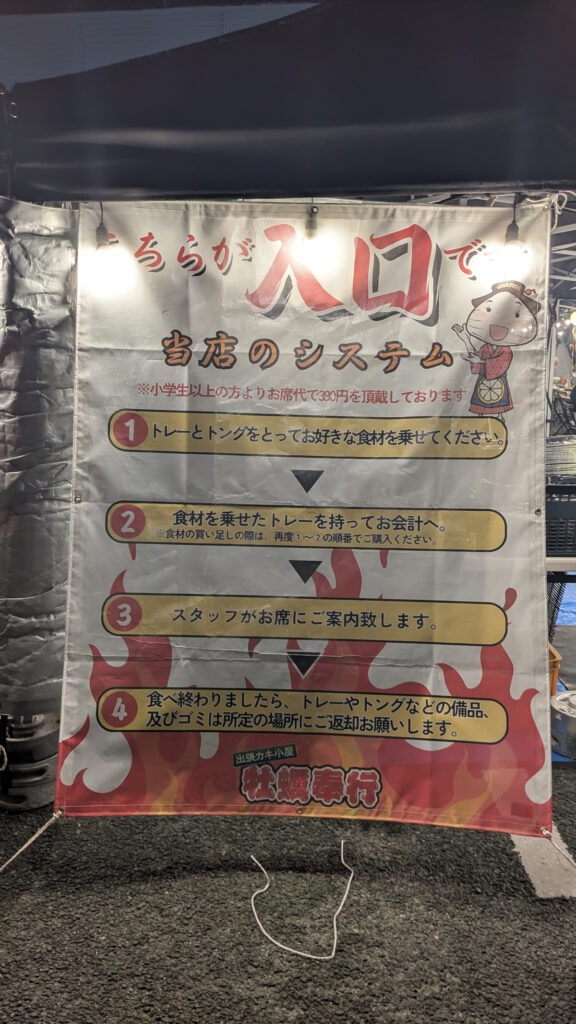 こちらが入口です
当店のシステム
※小学生以上の方よりお席代で390円を頂戴しております
1 トレーとトングをとってお好きな食材を乗せてください。
2 食材を乗せたトレーを持ってお会計へ。
※食材の買い足しの際は、再度①～②の順番でご購入ください。
3 スタッフがお席にご案内致します。
4 食べ終わりましたら、トレーやトングなどの備品、
及びゴミは所定の場所にご返却お願いします。
出張カキ小屋
牡蠣奉行